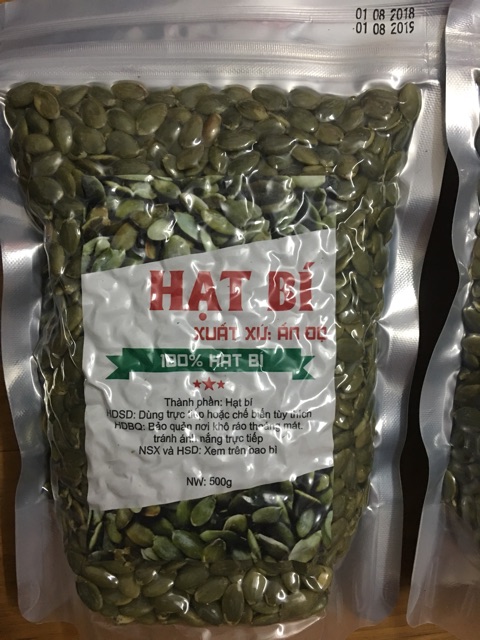 01 08 2018
01 08 2019
HẠT BÍ
XUẤT XỨ: ẤN ĐỘ
100% HẠT BÍ
Thành phần: Hạt bí
HDSD: Dùng trực tiếp hoặc chế biến tùy thích
HDBQ: Bảo quản nơi khô ráo thoáng mát,
tránh ánh nắng trực tiếp
NSX và HSD: Xem trên bao bì
NW: 500g